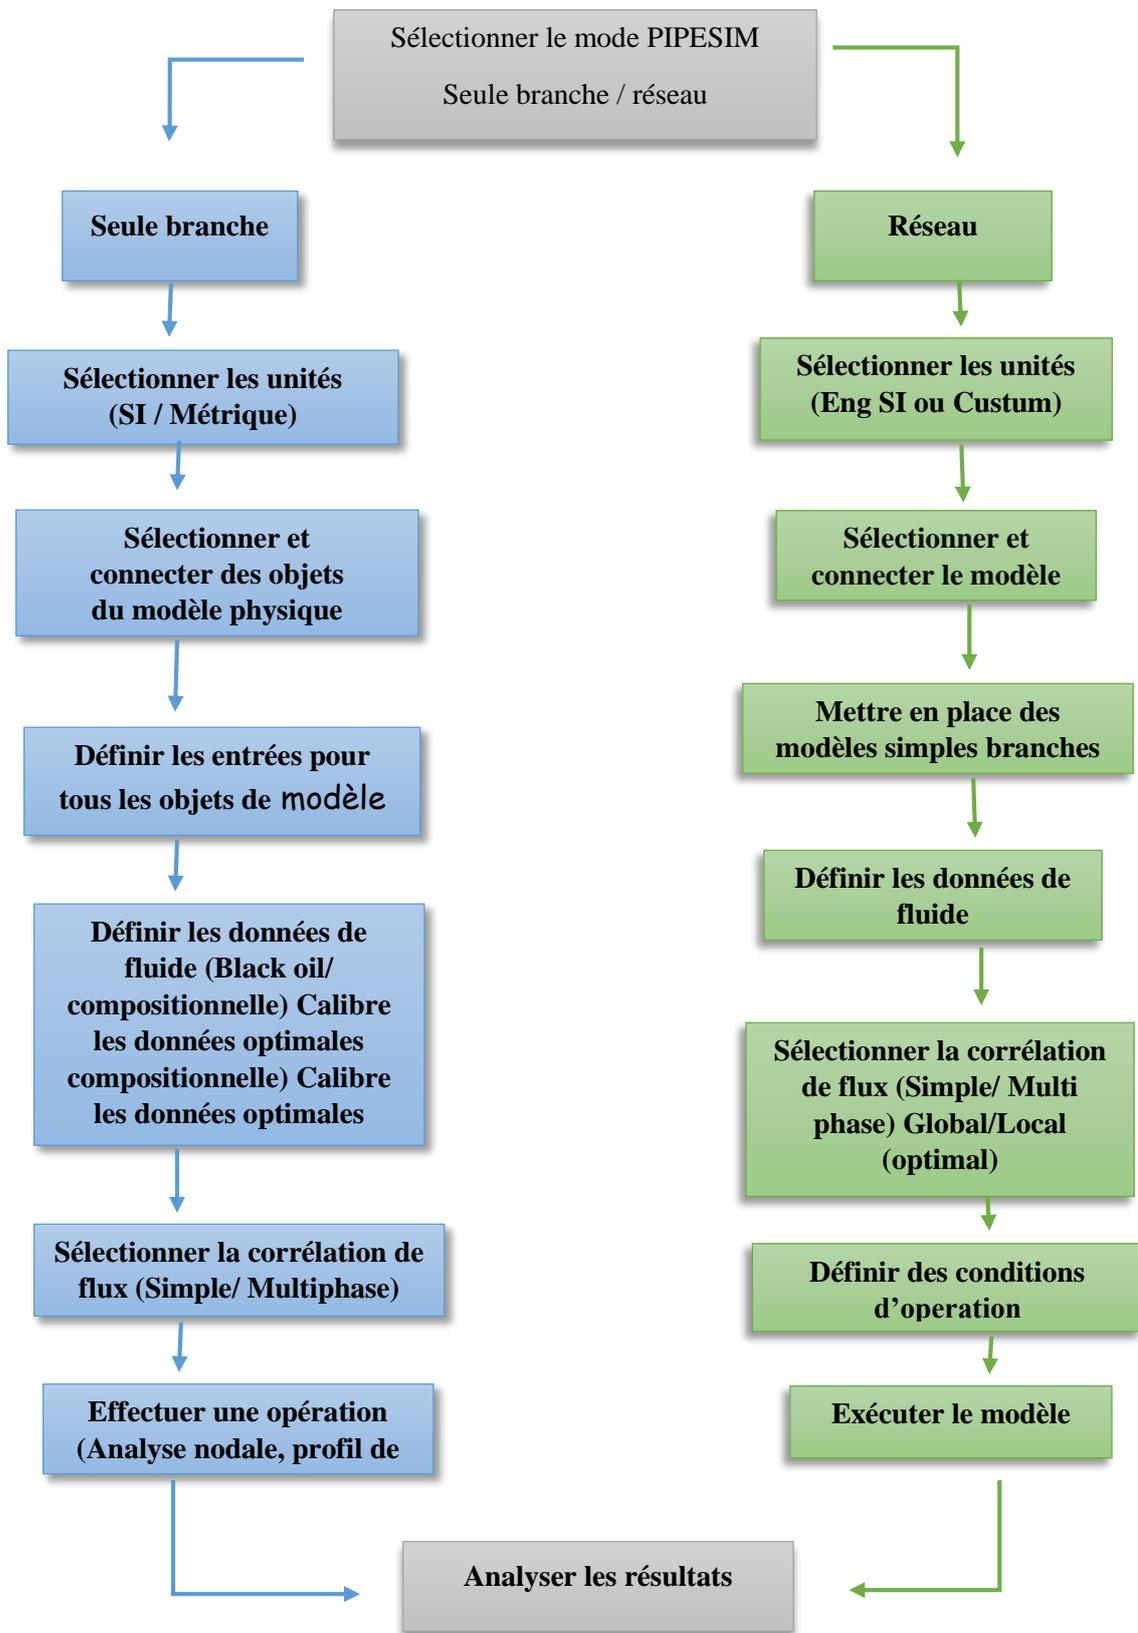 Sélectionner le mode PIPESIM
Seule branche / réseau
Seule branche
Sélectionner les unités
(SI / Métrique)
Sélectionner et
connecter des objets
du modèle physique
Définir les entrées pour
tous les objets de modèle
Définir les données de
fluide (Black oil/
compositionnelle) Calibre
les données optimales
compositionnelle) Calibre
les données optimales
Sélectionner la corrélation de
flux (Simple/ Multiphase)
Effectuer une opération
(Analyse nodale, profil de
Réseau
Sélectionner les unités
(Eng SI ou Custum)
Sélectionner et
connecter le modèle
Mettre en place des
modèles simples branches
Définir les données de
fluide
Sélectionner la corrélation
de flux (Simple/ Multi
phase) Global/Local
(optimal)
Définir des conditions
d’operation
Exécuter le modèle
Analyser les résultats